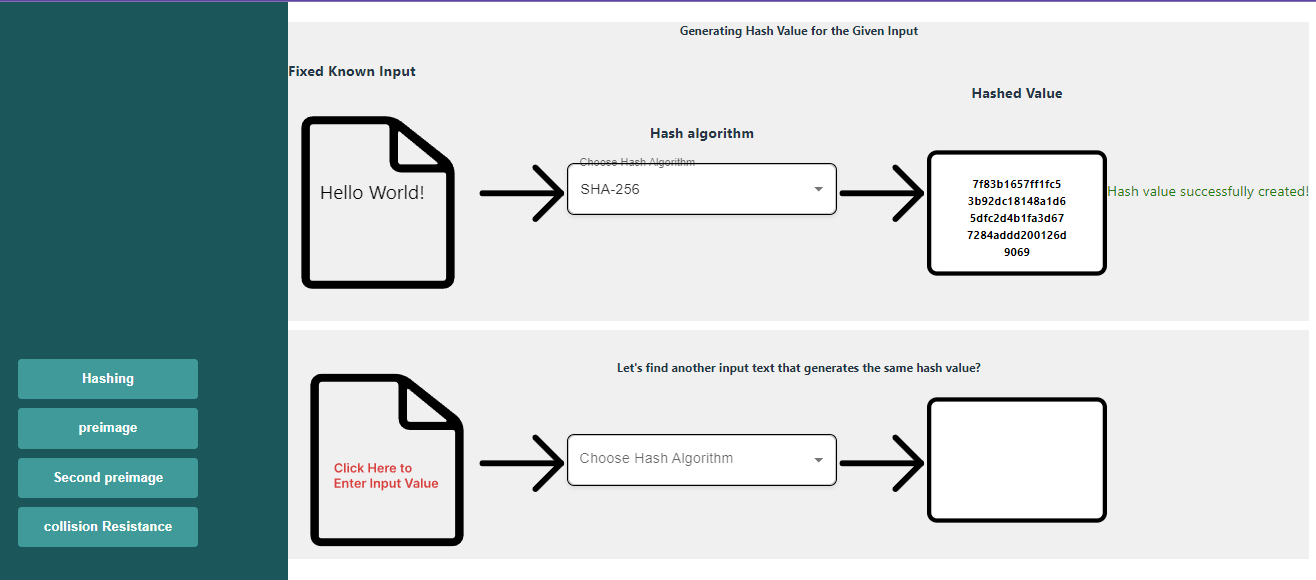 Generating Hash Value for the Given Input
Fixed Known Input
Hashed Value
Hash algorithm
Choose Hash Algorithm
Hello World!
SHA-256
7f83b1657ff1fc5
3b92dc18148a1d6
5dfc2d4b1fa3d67
7284addd200126d
9069
Hash value successfully created!
Let's find another input text that generates the same hash value?
Click Here to
Enter Input Value
Choose Hash Algorithm
Hashing
preimage
Second preimage
collision Resistance